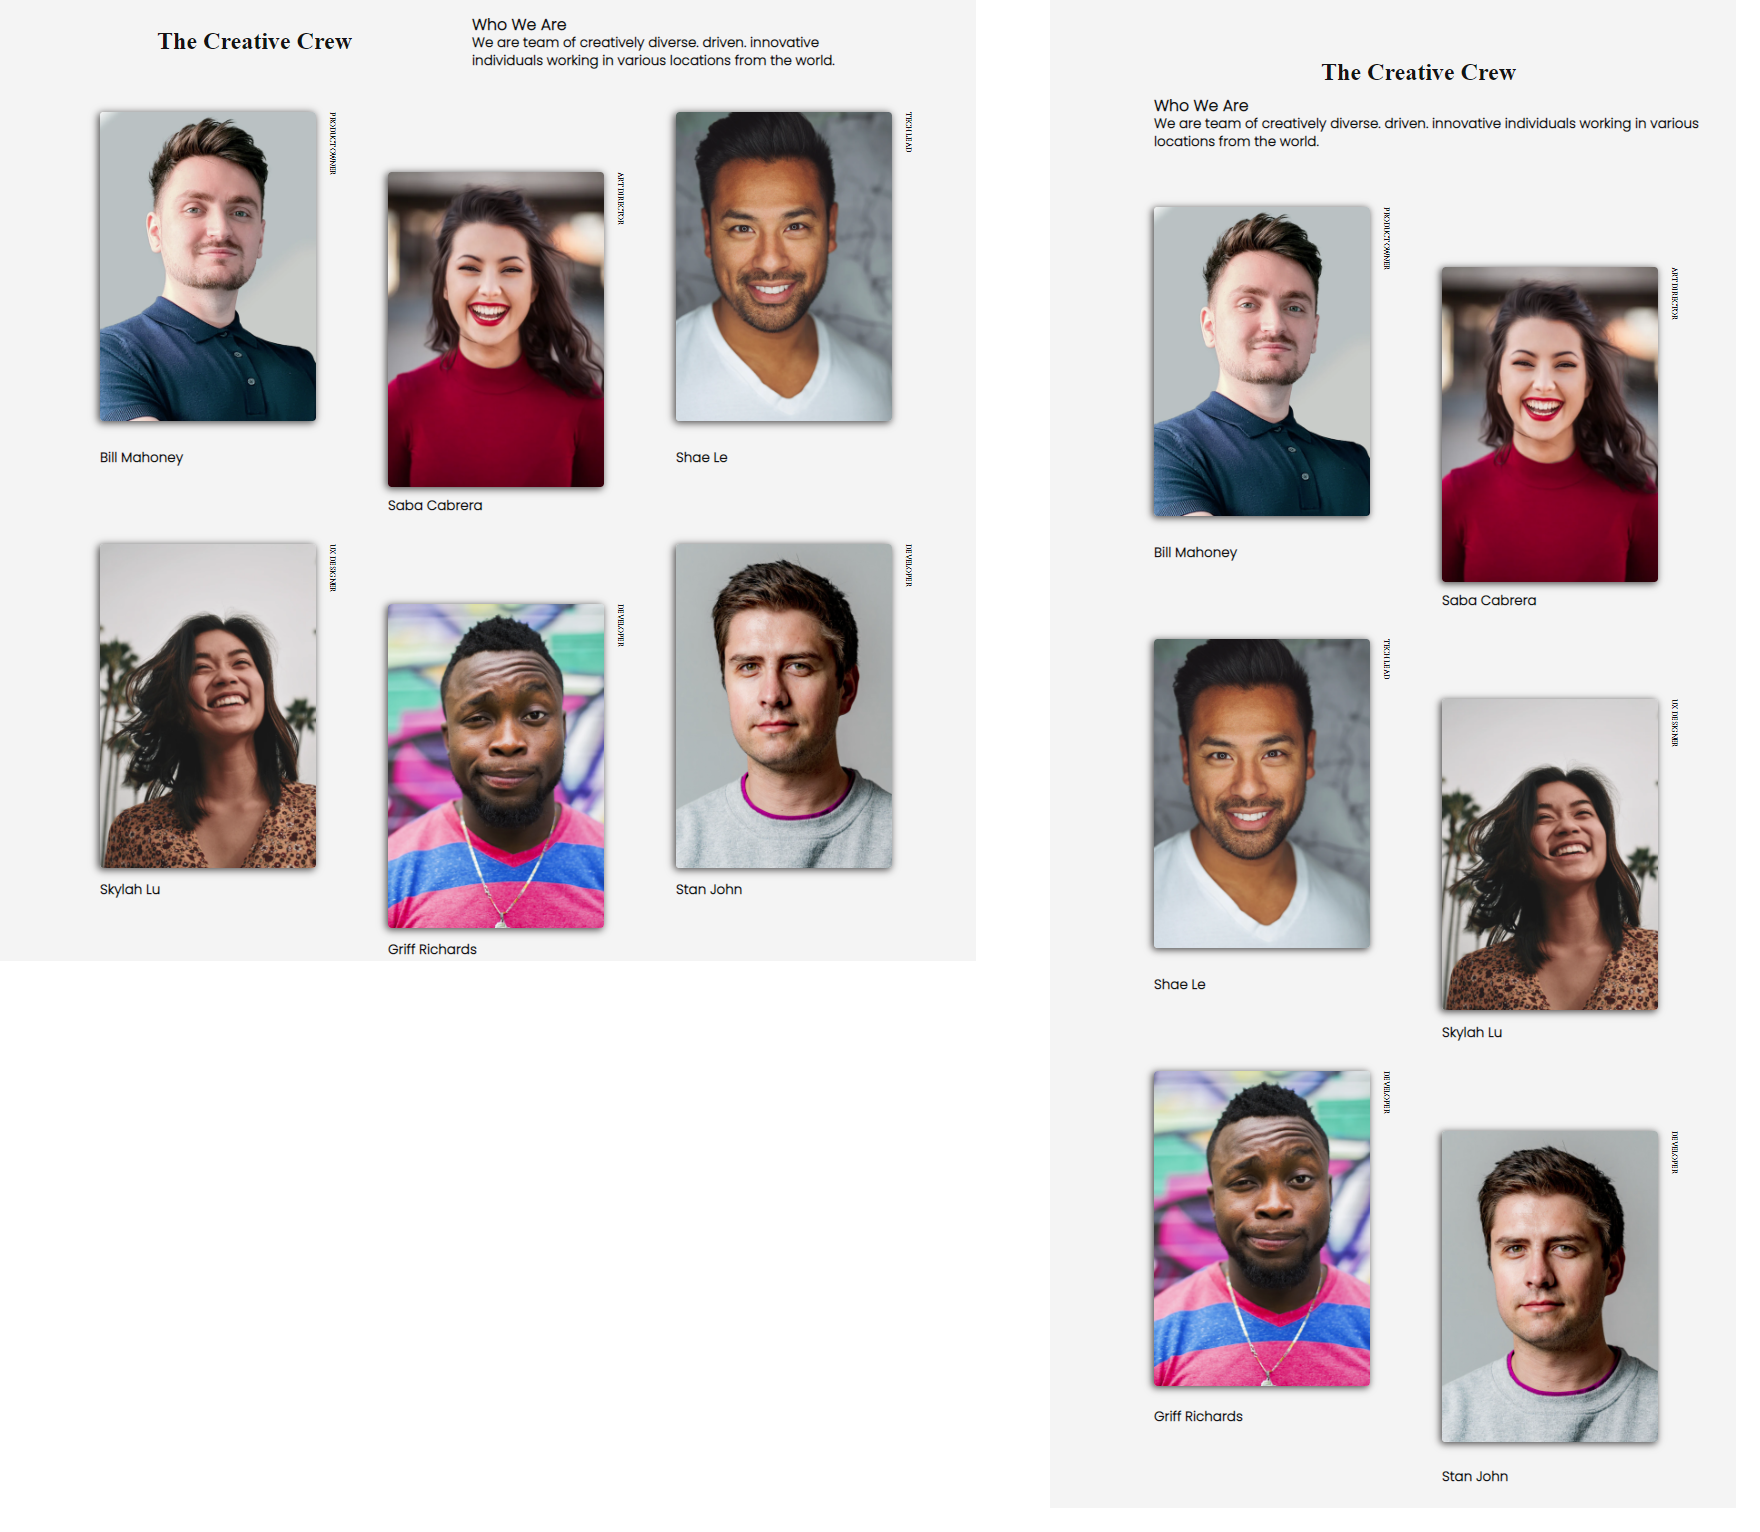 The Creative Crew
Who We Are
We are team of creatively diverse. driven. innovative
individuals working in various locations from the world.
PRODUCT OWNER
ART DIRECTOR
TECH LEAD
Bill Mahoney
Saba Cabrera
Shae Le
UX DESIGNER
DEVELOPER
DEVELOPER
Skylah Lu
Griff Richards
Stan John
The Creative Crew
Who We Are
We are team of creatively diverse. driven. innovative individuals working in various
locations from the world.
PRODUCT OWNER
ART DIRECTOR
Bill Mahoney
Saba Cabrera
TECH LEAD
UX DESIGNER
Shae Le
Skylah Lu
DEVELOPER
DEVELOPER
Griff Richards
Stan John